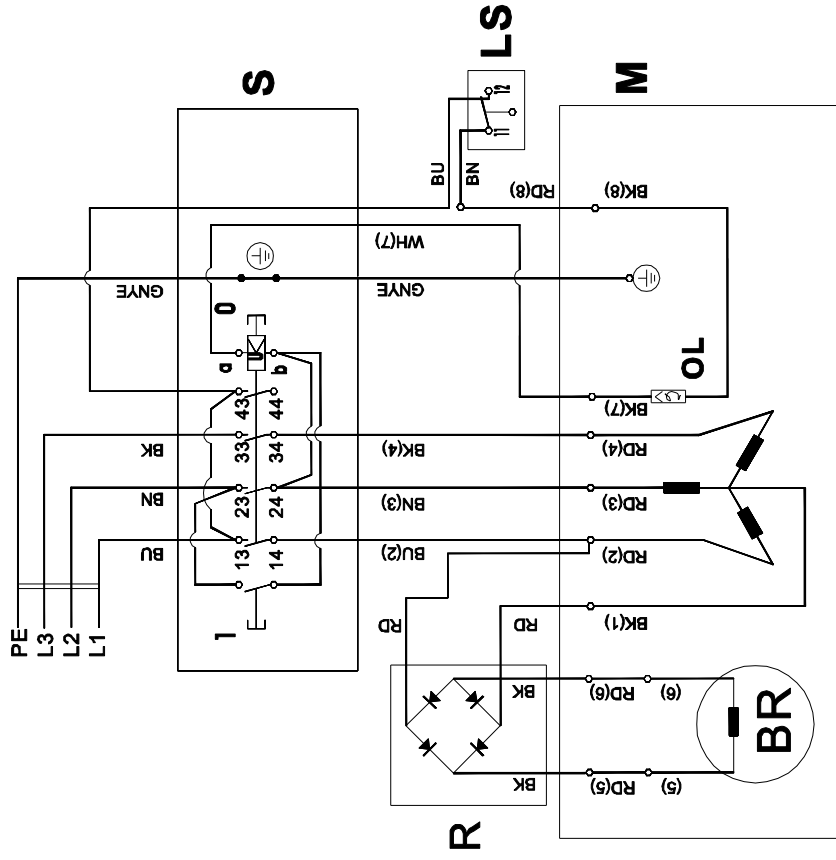 PE
L3
L2
L1
GNYE
BK
BN
BU
S
1
0
13
14
23
24
33
34
43
44
a
b
U<
LS
11
12
BU
BN
WH(7)
GNYE
BK(4)
BN(3)
BU(2)
RD(8)
BK(8)
M
OL
BK(7)
RD(4)
RD(3)
RD(2)
BK(1)
RD
RD
R
BK
BK
RD(6)
(6)
RD(5)
(5)
BR